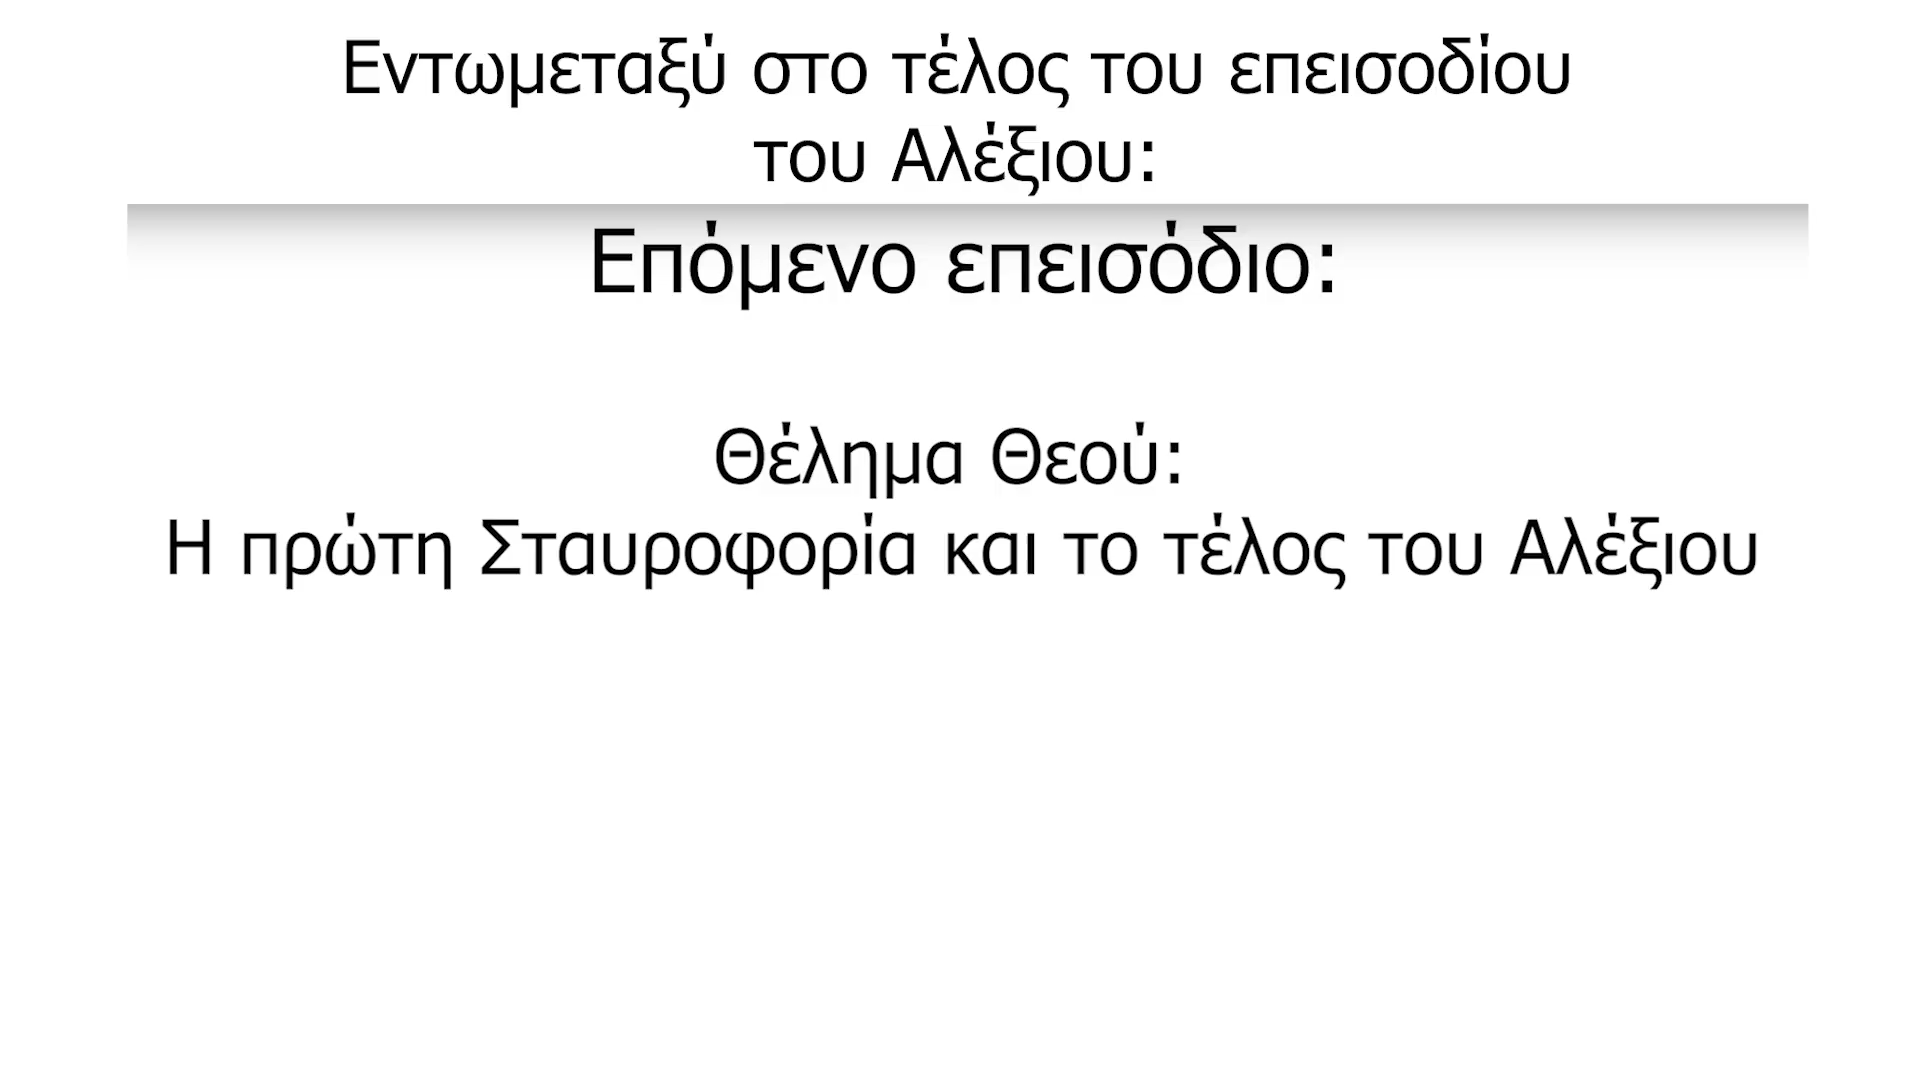 Εντωμεταξύ στο τέλος του επεισοδίου
του Αλέξιου:
Επόμενο επεισόδιο:
Θέλημα Θεού:
Η πρώτη Σταυροφορία και το τέλος του Αλέξιου